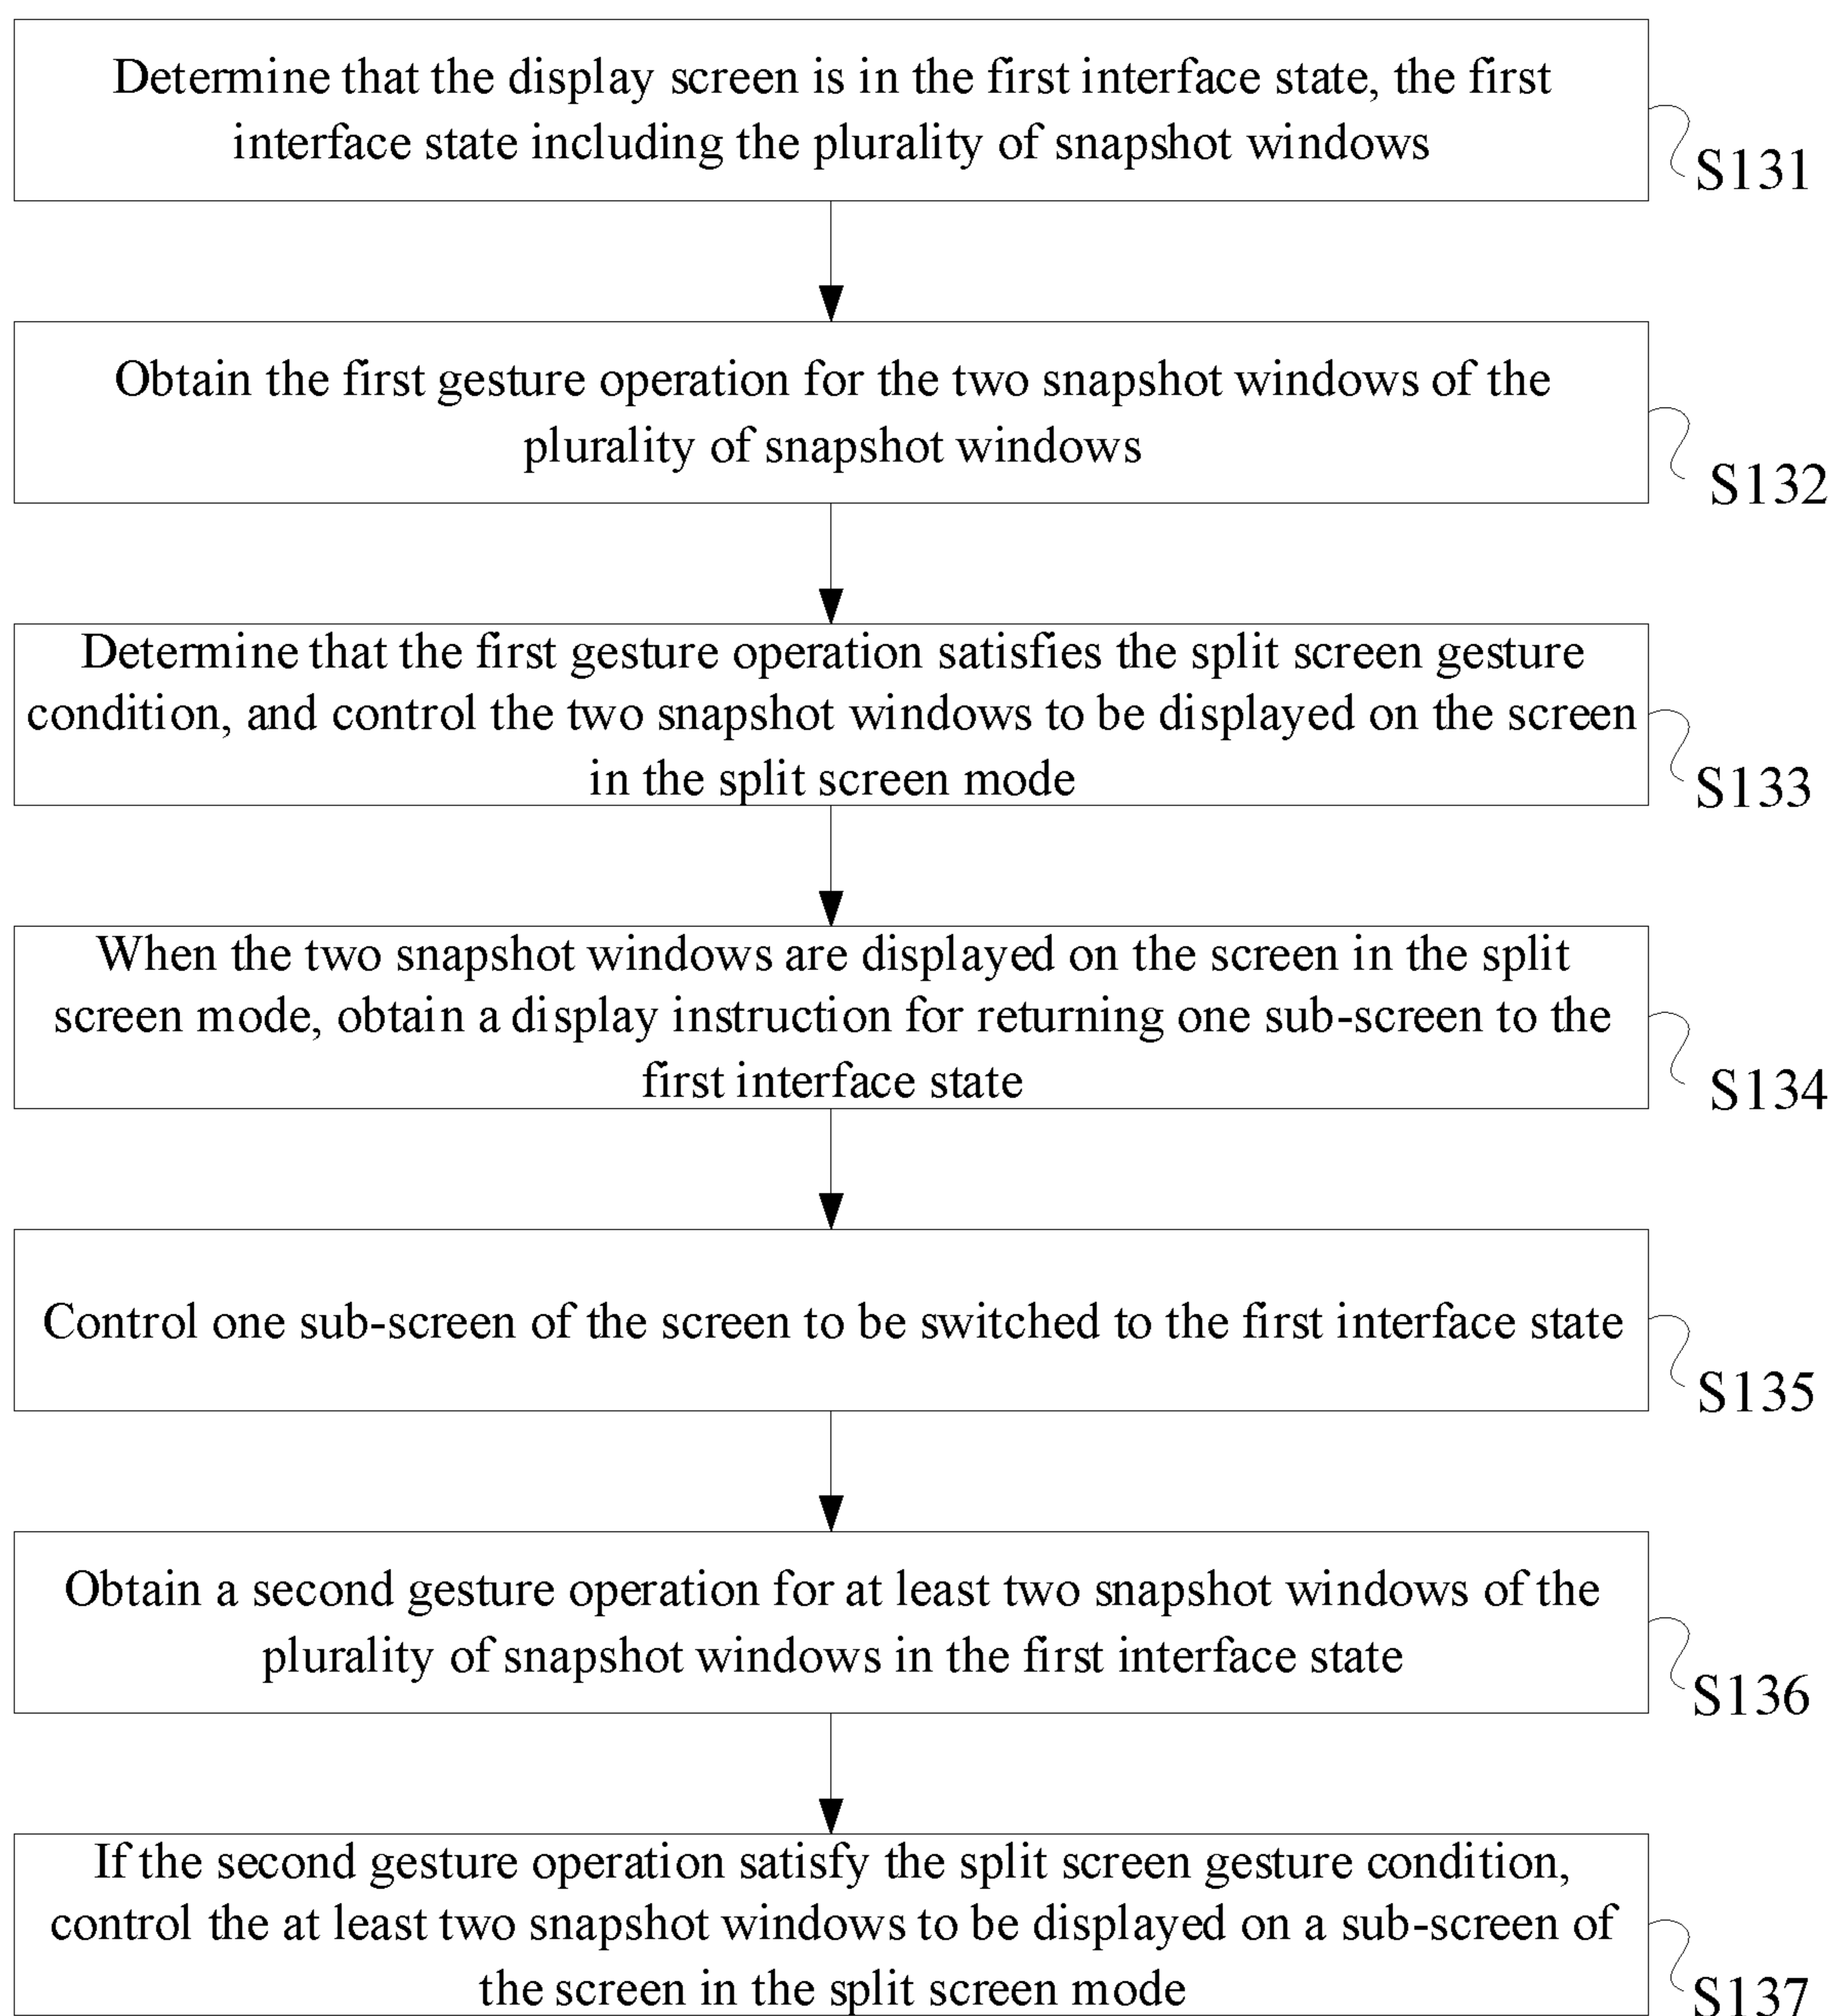 Determine that the display screen is in the first interface state, the first
interface state including the plurality of snapshot windows
S131
Obtain the first gesture operation for the two snapshot windows of the
plurality of snapshot windows
S132
Determine that the first gesture operation satisfies the split screen gesture
condition, and control the two snapshot windows to be displayed on the screen
in the split screen mode
S133
When the two snapshot windows are displayed on the screen in the split
screen mode, obtain a display instruction for returning one sub-screen to the
first interface state
S134
Control one sub-screen of the screen to be switched to the first interface state
S135
Obtain a second gesture operation for at least two snapshot windows of the
plurality of snapshot windows in the first interface state
S136
If the second gesture operation satisfy the split screen gesture condition,
control the at least two snapshot windows to be displayed on a sub-screen of
the screen in the split screen mode
S137